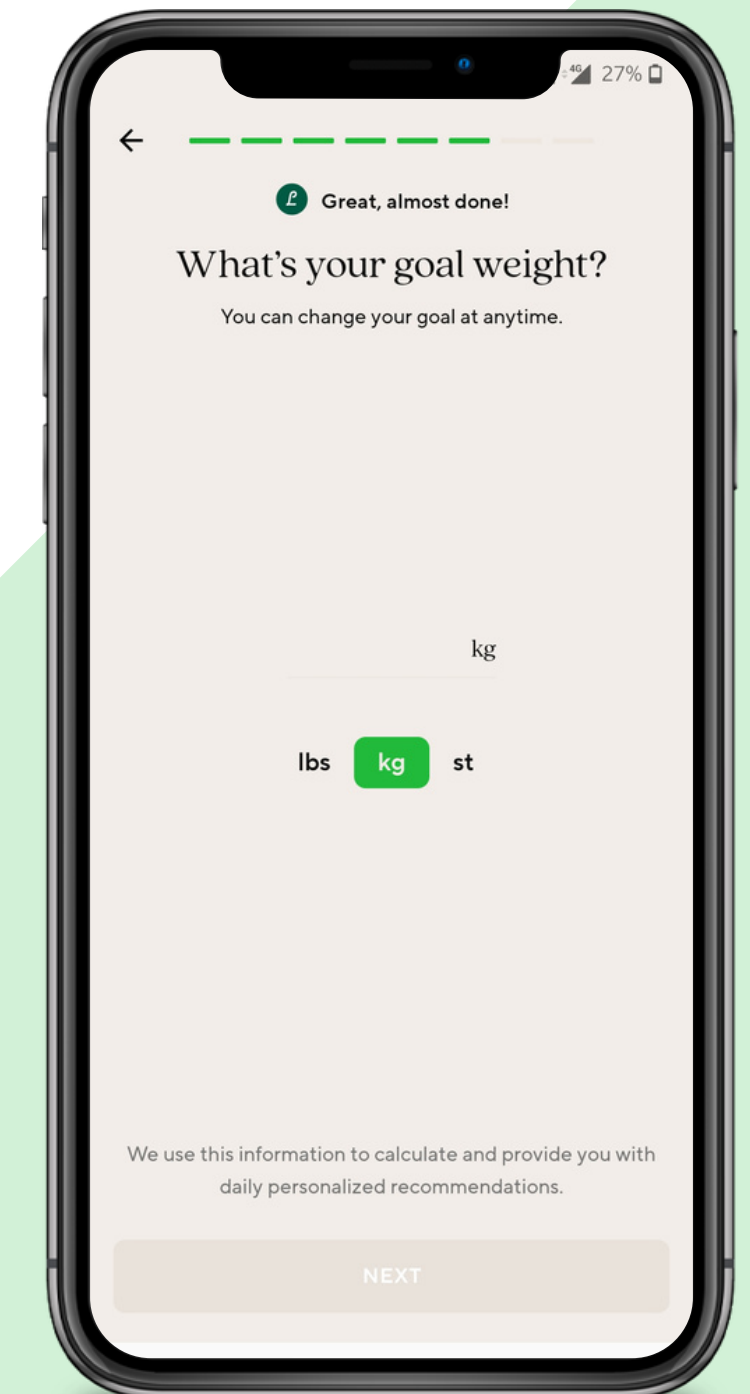 4G 27%
L Great, almost done!
What's your goal weight?
You can change your goal at anytime.
kg
lbs kg st
We use this information to calculate and provide you with
daily personalized recommendations.
NEXT